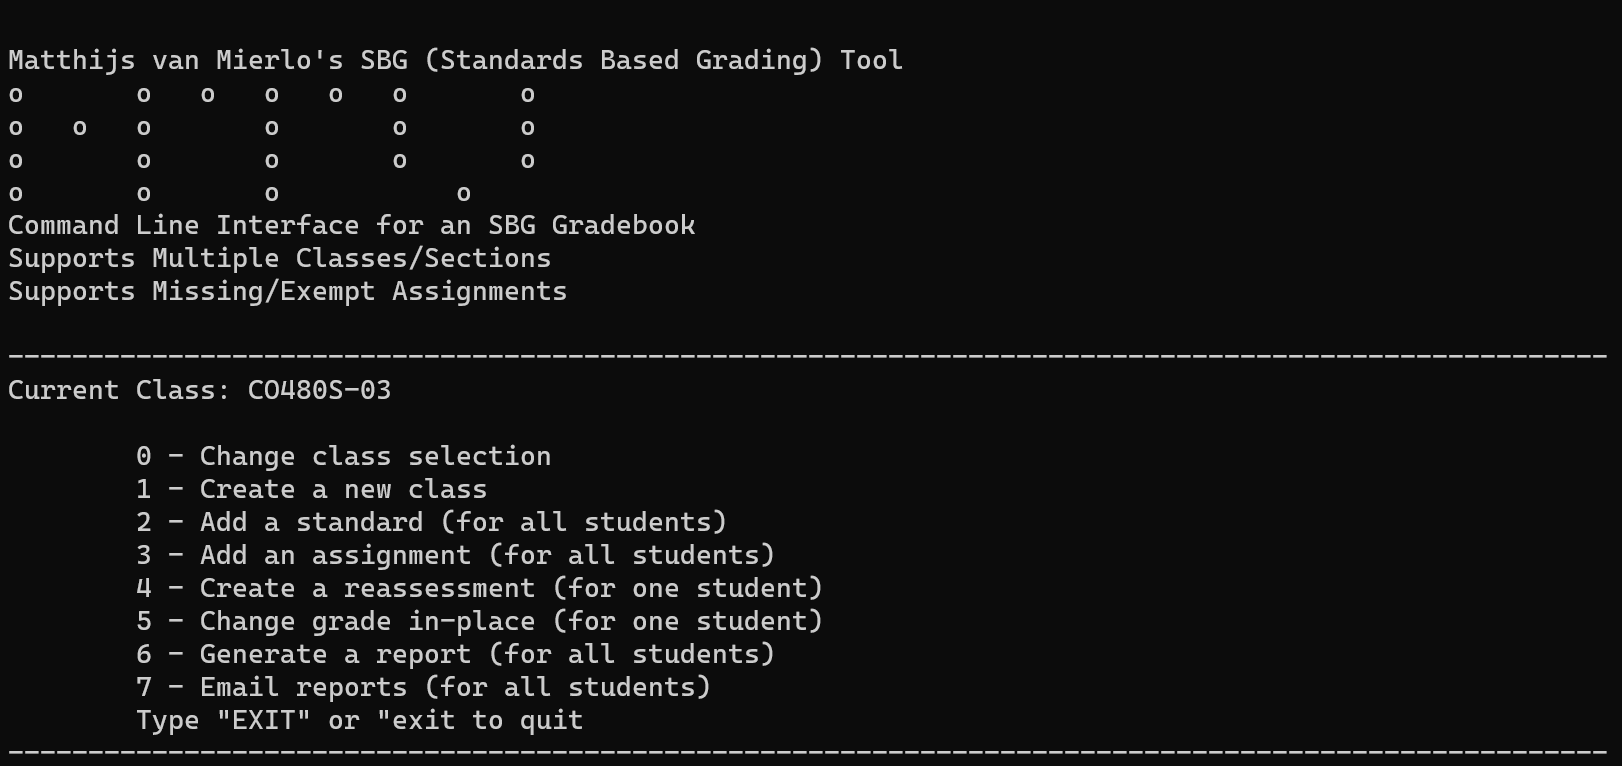 Matthijs van Mierlo's SBG (Standards Based Grading) Tool
o       o   o   o   o   o       o
o   o   o       o       o       o
o       o       o       o       o
o       o       o           o
Command Line Interface for an SBG Gradebook
Supports Multiple Classes/Sections
Supports Missing/Exempt Assignments
----------------------------------------------------------------------------------------------------
Current Class: CO480S-03
0 - Change class selection
1 - Create a new class
2 - Add a standard (for all students)
3 - Add an assignment (for all students)
4 - Create a reassessment (for one student)
5 - Change grade in-place (for one student)
6 - Generate a report (for all students)
7 - Email reports (for all students)
Type "EXIT" or "exit to quit
----------------------------------------------------------------------------------------------------